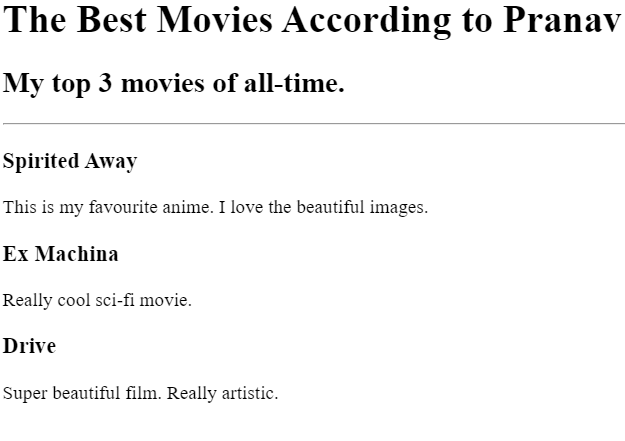 The Best Movies According to Pranav
My top 3 movies of all-time.
Spirited Away
This is my favourite anime. I love the beautiful images.
Ex Machina
Really cool sci-fi movie.
Drive
Super beautiful film. Really artistic.